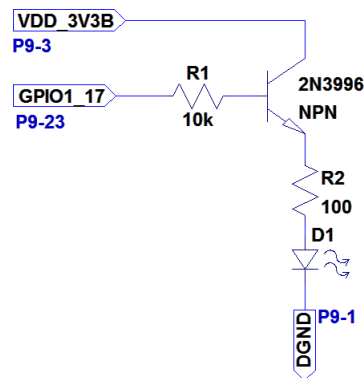 VDD_3V3B
P9-3
R1
2N3996
GPIO1_17
NPN
P9-23
10k
R2
100
D1
P9-1
DGND